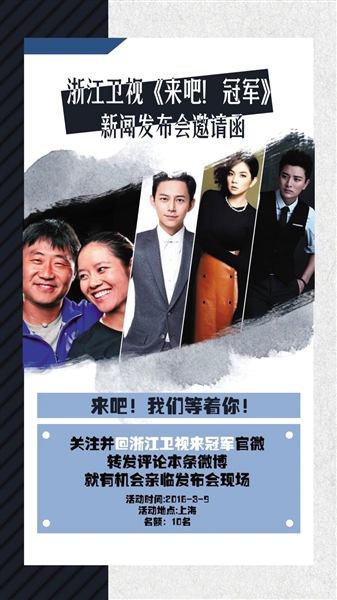 浙江卫视《来吧！冠军》
新闻发布会邀请函
来吧！我们等着你！
关注并@浙江卫视来冠军官微
转发评论本条微博
就有机会亲临发布会现场
活动时间:2016-3-9
活动地点:上海
名额：10名